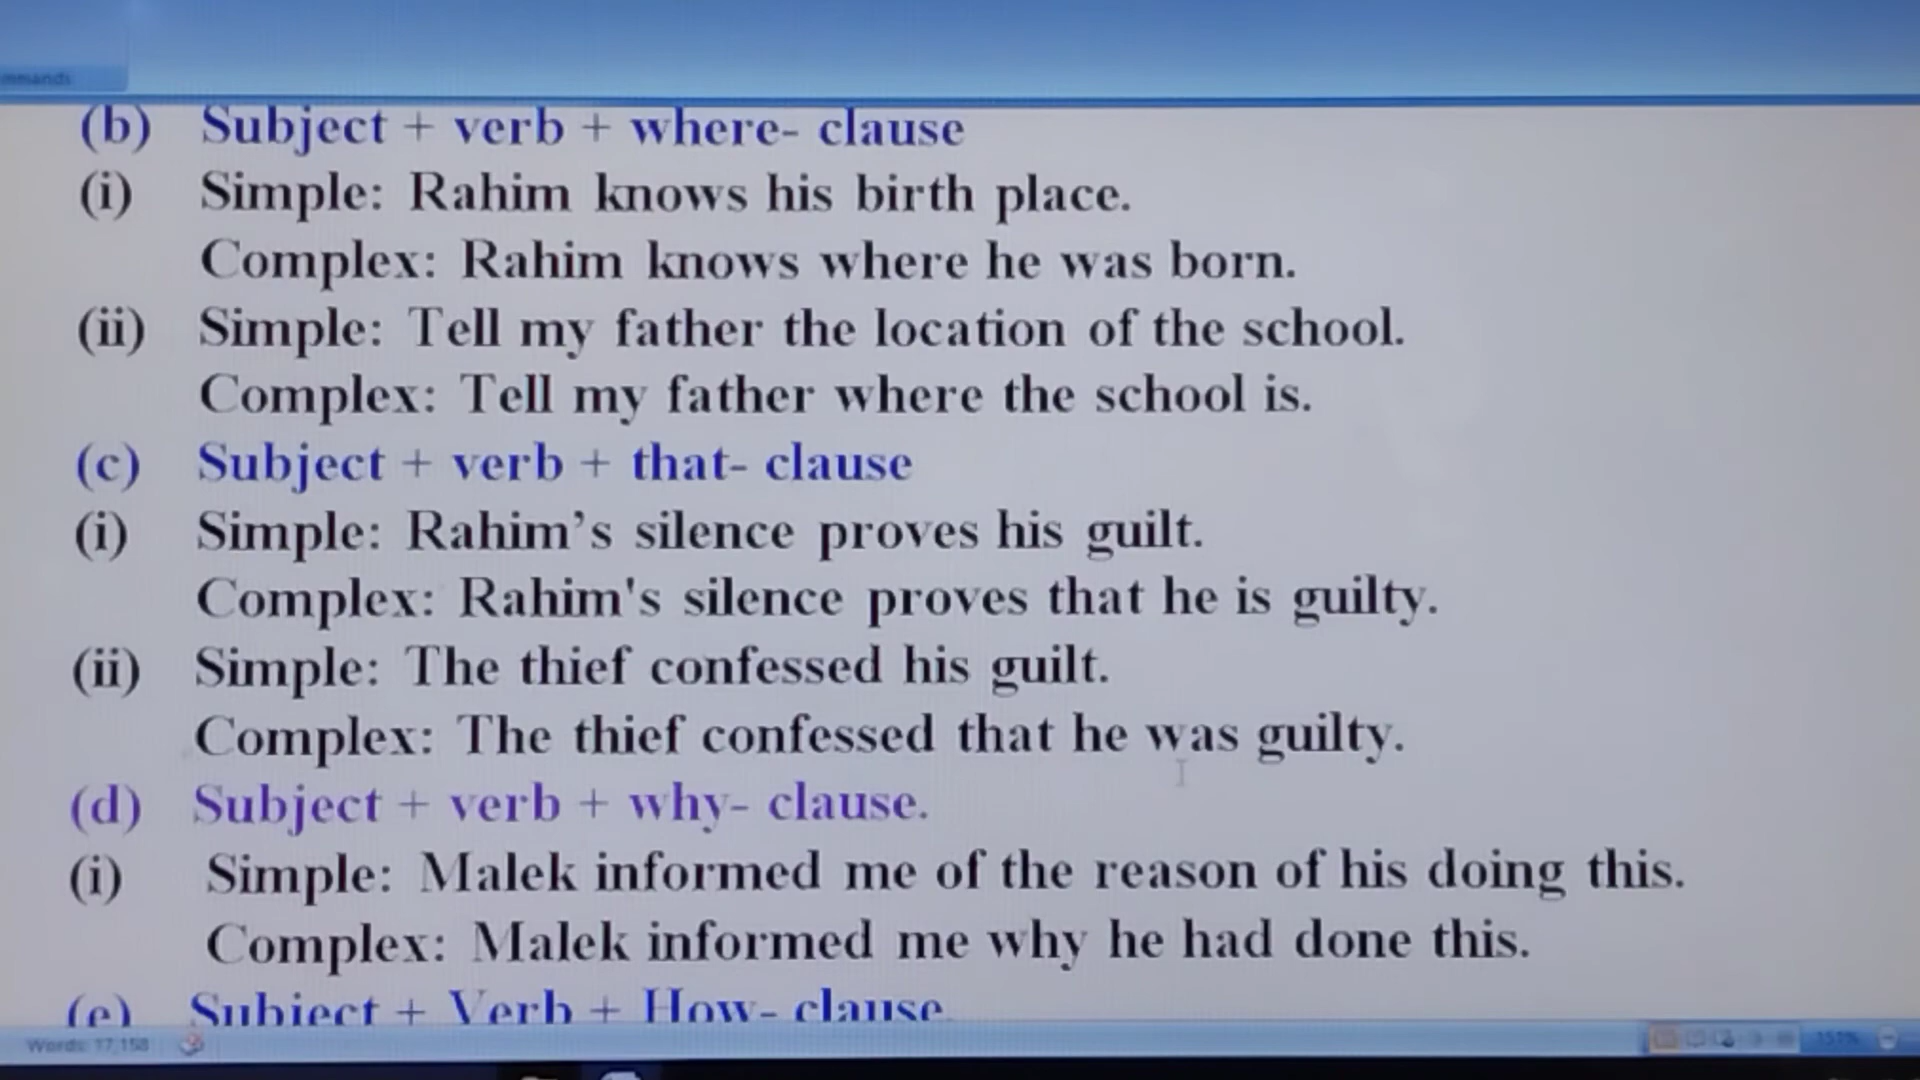 mmands
(b) Subject + verb + where- clause
(i) Simple: Rahim knows his birth place.
Complex: Rahim knows where he was born.
(ii) Simple: Tell my father the location of the school.
Complex: Tell my father where the school is.
(c) Subject + verb + that- clause
(i) Simple: Rahim’s silence proves his guilt.
Complex: Rahim's silence proves that he is guilty.
(ii) Simple: The thief confessed his guilt.
Complex: The thief confessed that he was guilty.
(d) Subject + verb + why- clause.
(i) Simple: Malek informed me of the reason of his doing this.
Complex: Malek informed me why he had done this.
(e) Subject + Verb + How- clause
Words: 17,158
151%